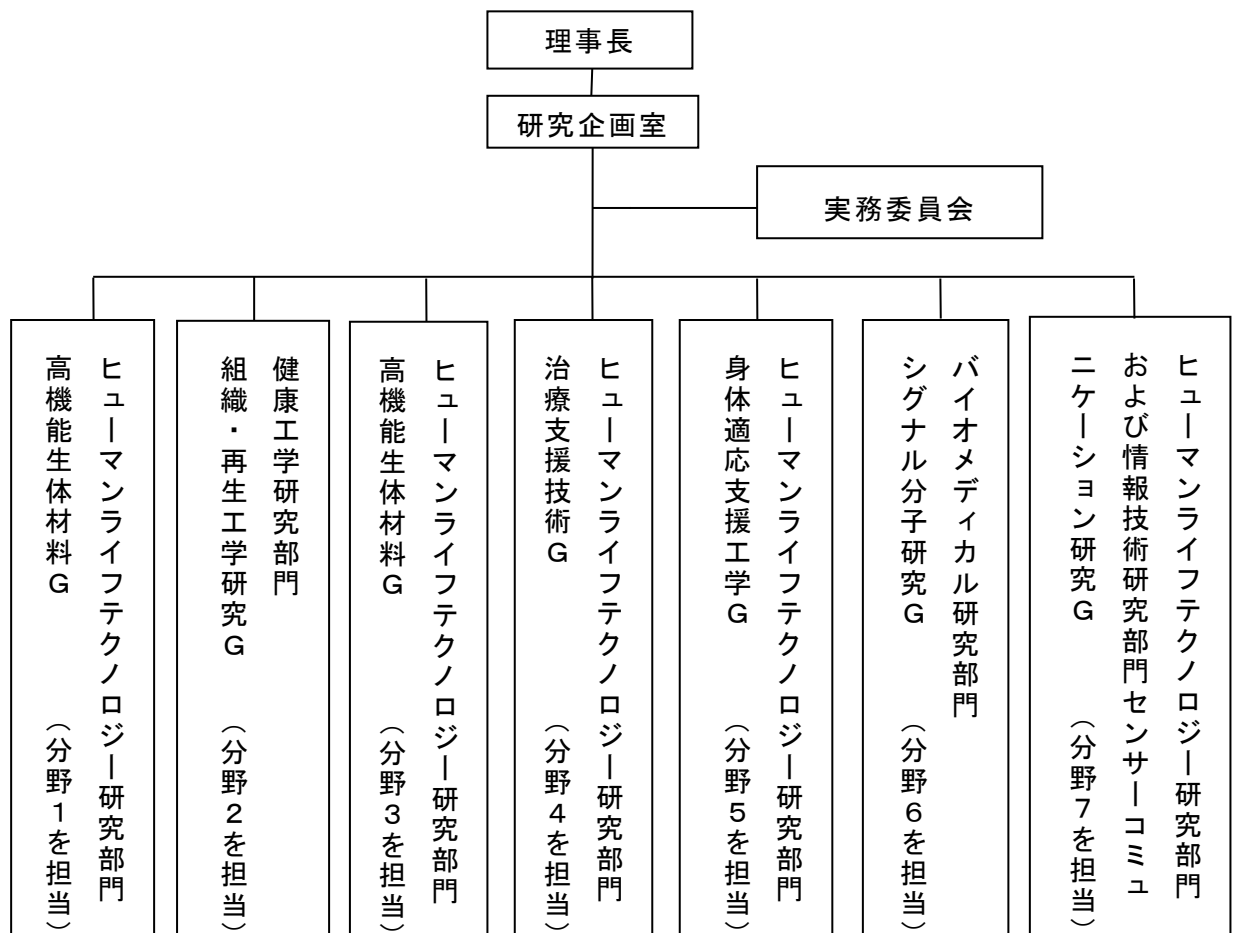 理事長
研究企画室
実務委員会
ヒューマンライフテクノロジー研究部門
高機能生体材料G　（分野１を担当）
健康工学研究部門
組織・再生工学研究G　（分野２を担当）
ヒューマンライフテクノロジー研究部門
高機能生体材料G　（分野３を担当）
ヒューマンライフテクノロジー研究部門
治療支援技術G　（分野４を担当）
ヒューマンライフテクノロジー研究部門
身体適応支援工学G　（分野５を担当）
バイオメディカル研究部門
シグナル分子研究G　（分野６を担当）
ヒューマンライフテクノロジー研究部門
および情報技術研究部門センサーコミュ
ニケーション研究G　（分野７を担当）